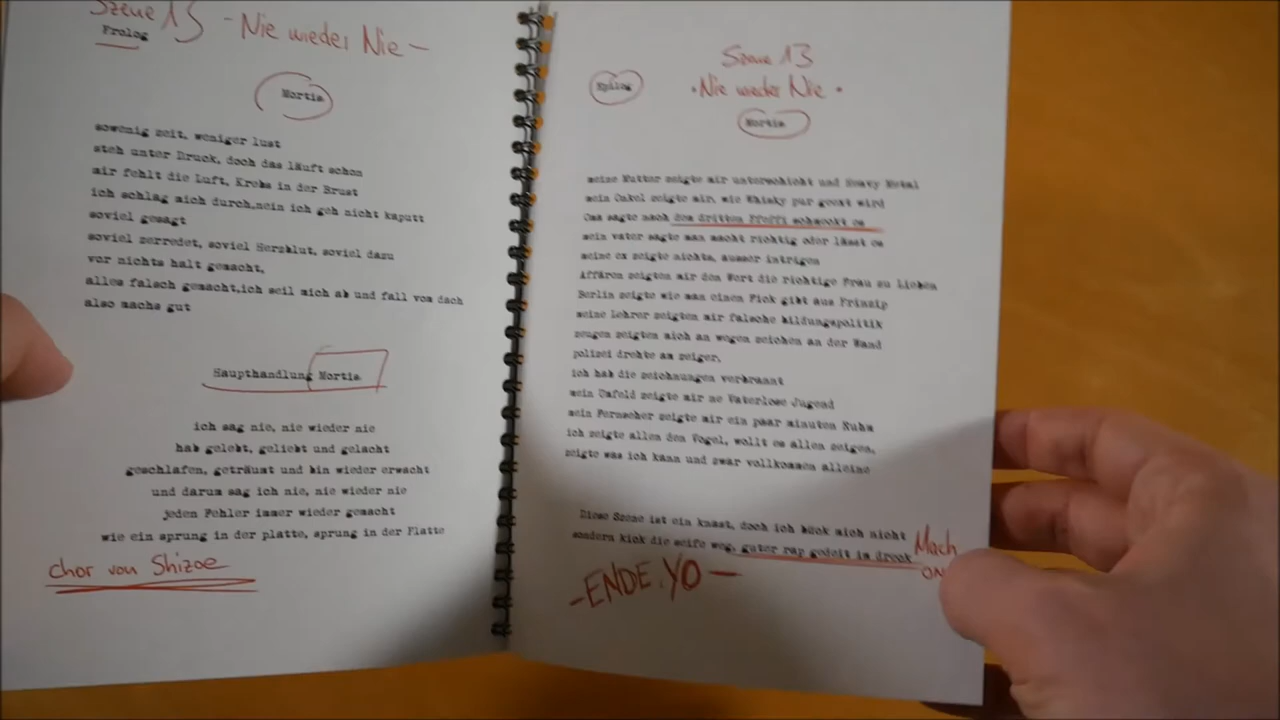 Szene 13 - Nie wieder Nie -
Prolog
Mortis
sowenig zeit, weniger lust
steh unter Druck, doch das läuft schon
mir fehlt die Luft, Krebs in der Brust
ich schlag mich durch,nein ich geh nicht kaputt
soviel gesagt
soviel zerredet, soviel Herzblut, soviel dazu
vor nichts halt gemacht,
alles falsch gemacht,ich seil mich ab und fall vom dach
also machs gut
Haupthandlung Mortis
ich sag nie, nie wieder nie
hab gelebt, geliebt und gelacht
geschlafen, geträumt und bin wieder erwacht
und darum sag ich nie, nie wieder nie
jeden Fehler immer wieder gemacht
wie ein sprung in der platte, sprung in der Platte
chor von Shizoe
Szene 13
Epilog
·Nie wieder Nie ·
Mortis
meine Mutter zeigte mir unterschicht und Heavy Metal
mein Onkel zeigte mir, wie Whisky pur geext wird
Oma sagte nach dem dritten Pfeffi schmeckt es
mein vater sagte man macht richtig oder lässt es
meine ex zeigte nichts, ausser intrigen
Affären zeigten mir den Wert die richtige Frau zu Lieben
Berlin zeigte wie man einen Fick gibt aus Prinzip
meine lehrer zeigten mir falsche bildungspolitik
zeugen zeigten mich an wegen zeichen an der Wand
polizei drehte am zeiger,
ich hab die zeichnungen verbrannt
mein Umfeld zeigte mir ne Vaterlose Jugend
mein Fernseher zeigte mir ein paar minuten Ruhe
ich zeigte allen den Vogel, wollt es allen zeigen,
zeigte was ich kann und zwar vollkommen alleine
Diese Szene ist ein knast, doch ich bück mich nicht
sondern kick die seife weg, guter rap gedeit im dreck
Mach
-ENDE.YO-